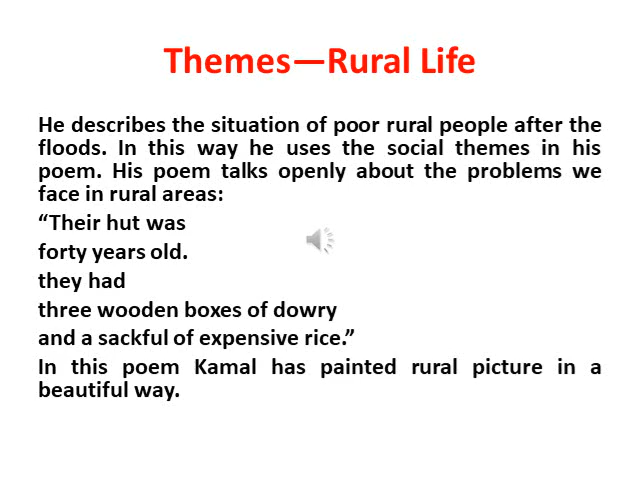 Themes—Rural Life
He describes the situation of poor rural people after the
floods. In this way he uses the social themes in his
poem. His poem talks openly about the problems we
face in rural areas:
“Their hut was
forty years old.
they had
three wooden boxes of dowry
and a sackful of expensive rice.”
In this poem Kamal has painted rural picture in a
beautiful way.